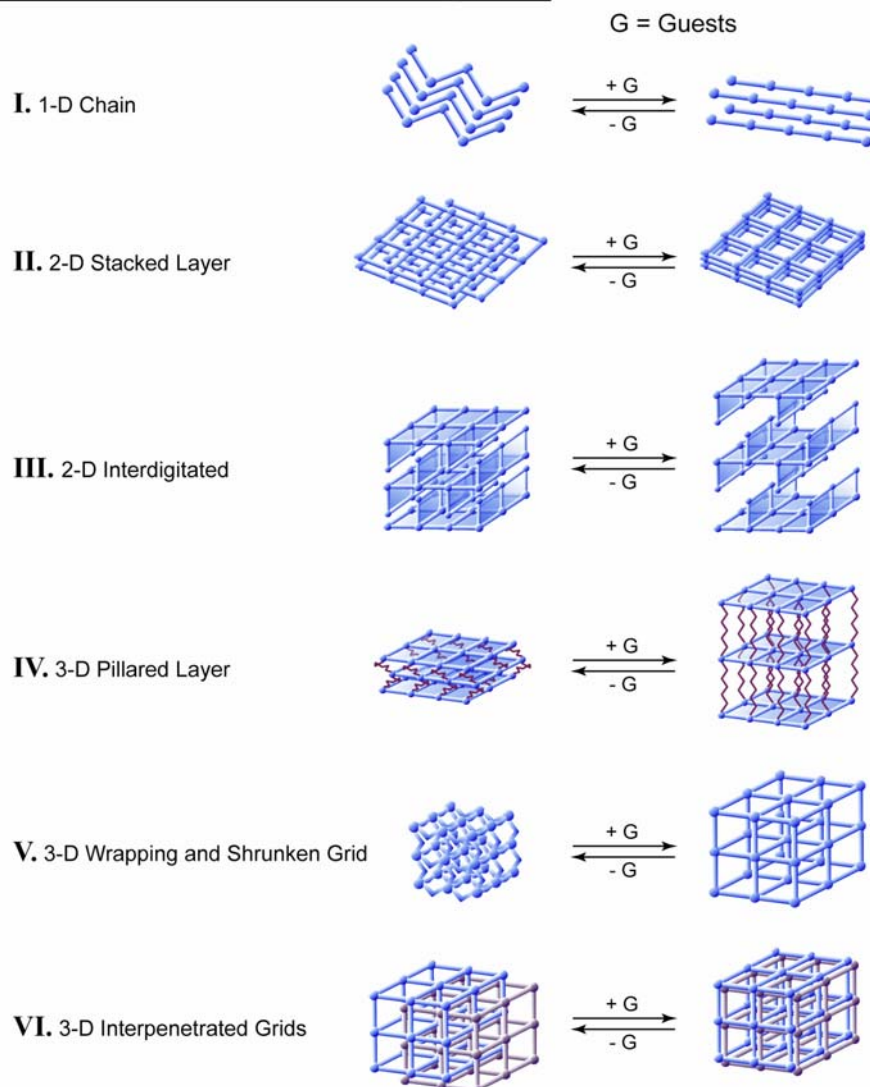 G = Guests
I. 1-D Chain
+ G
- G
II. 2-D Stacked Layer
+ G
- G
III. 2-D Interdigitated
+ G
- G
IV. 3-D Pillared Layer
+ G
- G
V. 3-D Wrapping and Shrunken Grid
+ G
- G
VI. 3-D Interpenetrated Grids
+ G
- G